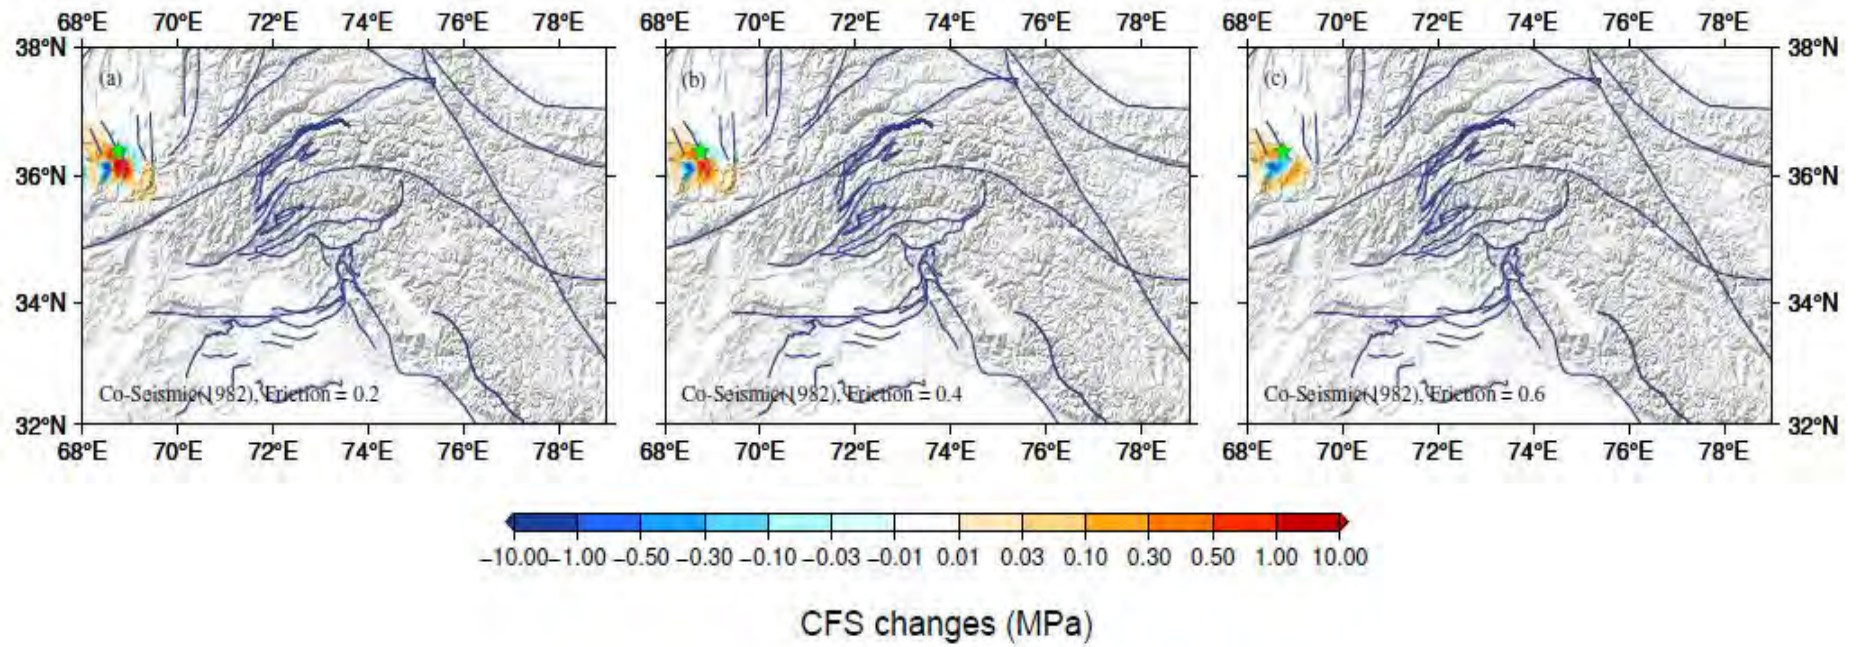 68°E 70°E 72°E 74°E 76°E 78°E 68°E 70°E 72°E 74°E 76°E 78°E 68°E 70°E 72°E 74°E 76°E 78°E
38°N 38°N
(a) (b) (c)
36°N 36°N
34°N 34°N
Co-Seismic(1982), Friction = 0.2 Co-Seismic(1982), Friction = 0.4 Co-Seismic(1982), Friction = 0.6
32°N 32°N
68°E 70°E 72°E 74°E 76°E 78°E 68°E 70°E 72°E 74°E 76°E 78°E 68°E 70°E 72°E 74°E 76°E 78°E
−10.00 −1.00 −0.50 −0.30 −0.10 −0.03 −0.01 0.01 0.03 0.10 0.30 0.50 1.00 10.00
CFS changes (MPa)